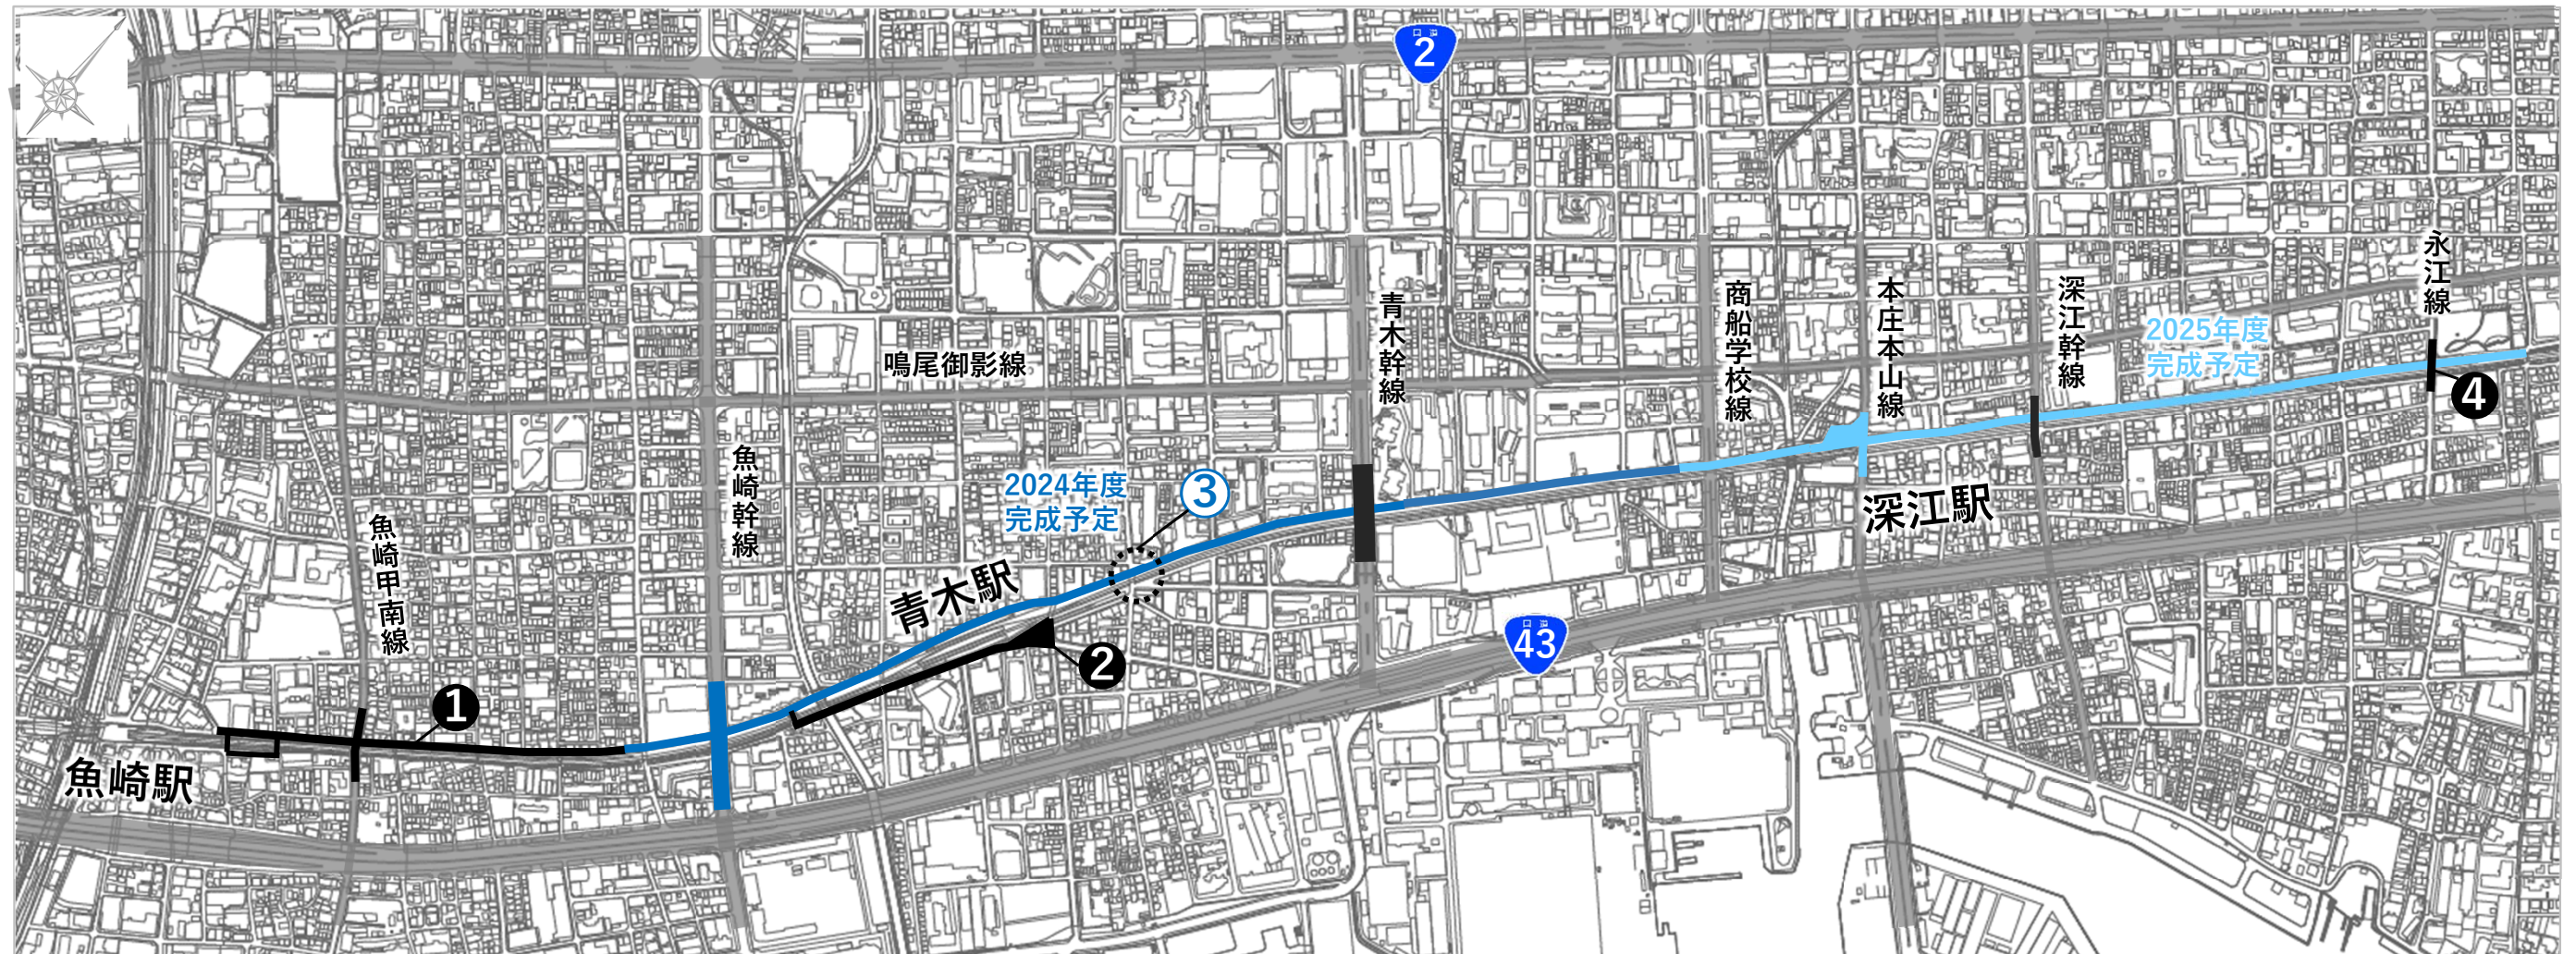 2
永江線
深江幹線
本庄本山線
商船学校線
青木幹線
2025年度
完成予定
鳴尾御影線
4
魚崎幹線
2024年度
完成予定
3
深江駅
魚崎甲南線
青木駅
43
2
1
魚崎駅